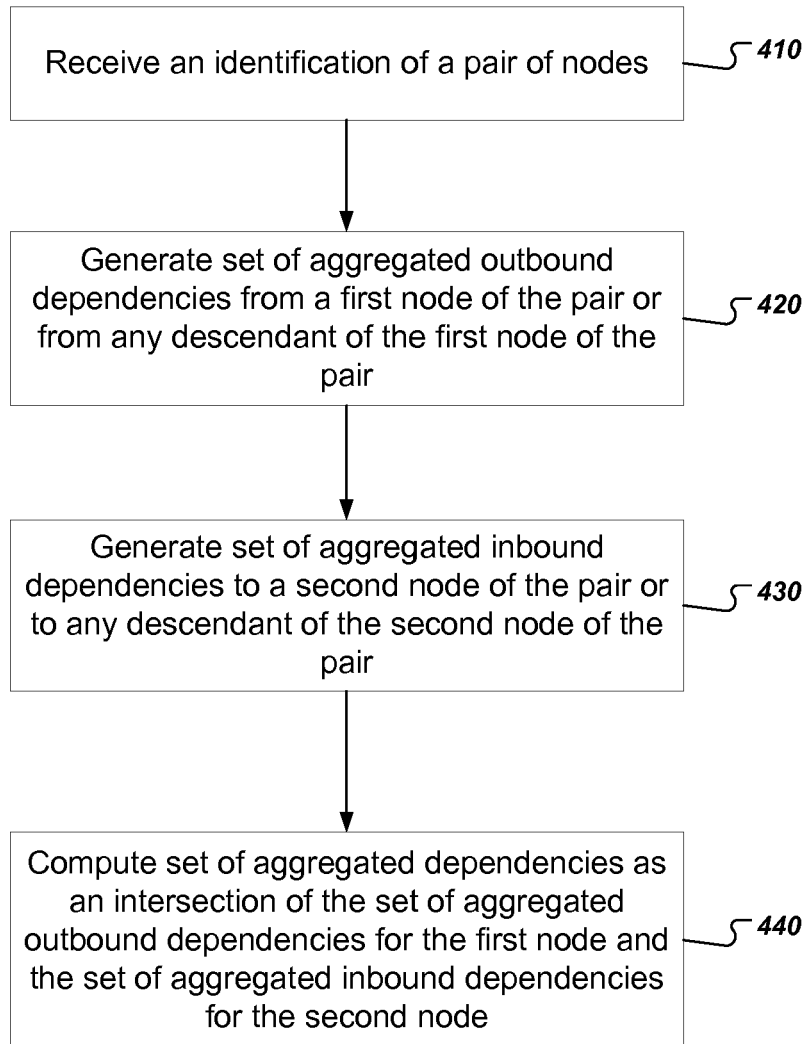 Receive an identification of a pair of nodes
410
Generate set of aggregated outbound
dependencies from a first node of the pair or
from any descendant of the first node of the
pair
420
Generate set of aggregated inbound
dependencies to a second node of the pair or
to any descendant of the second node of the
pair
430
Compute set of aggregated dependencies as
an intersection of the set of aggregated
outbound dependencies for the first node and
the set of aggregated inbound dependencies
for the second node
440